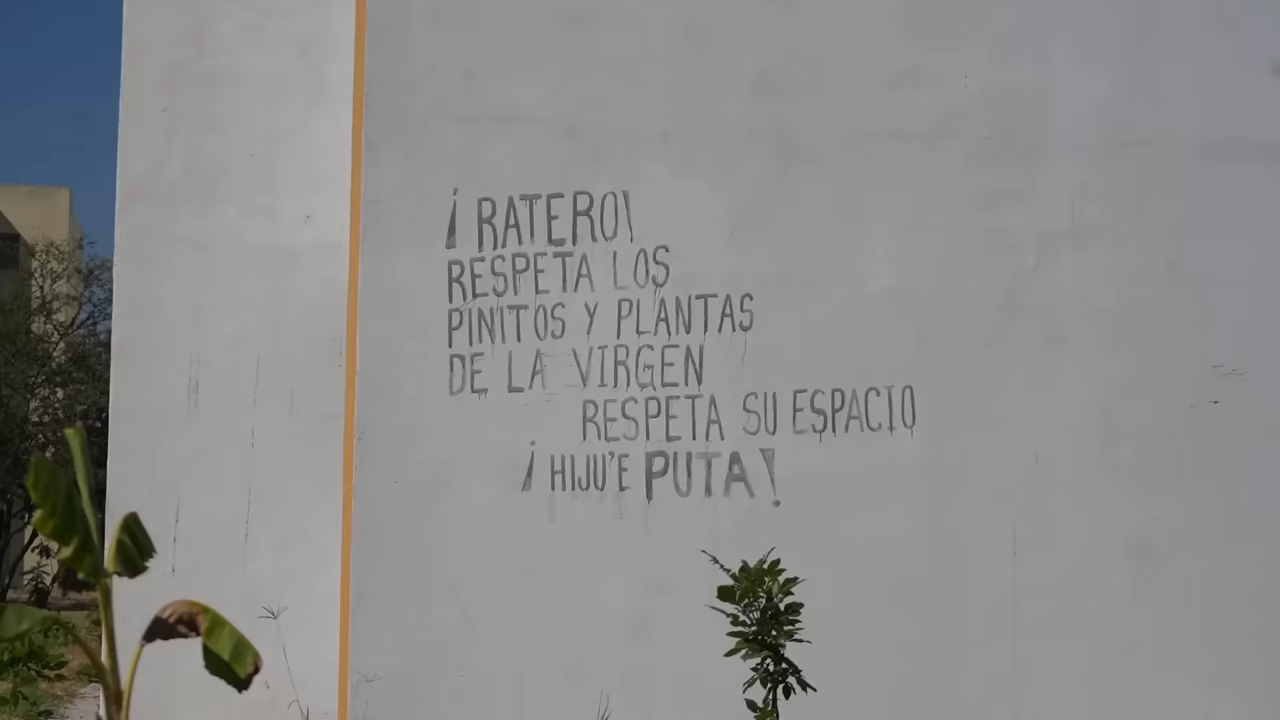 ¡RATERO!
RESPETA LOS
PINITOS Y PLANTAS
DE LA VIRGEN
RESPETA SU ESPACIO
¡HIJU'E PUTA!